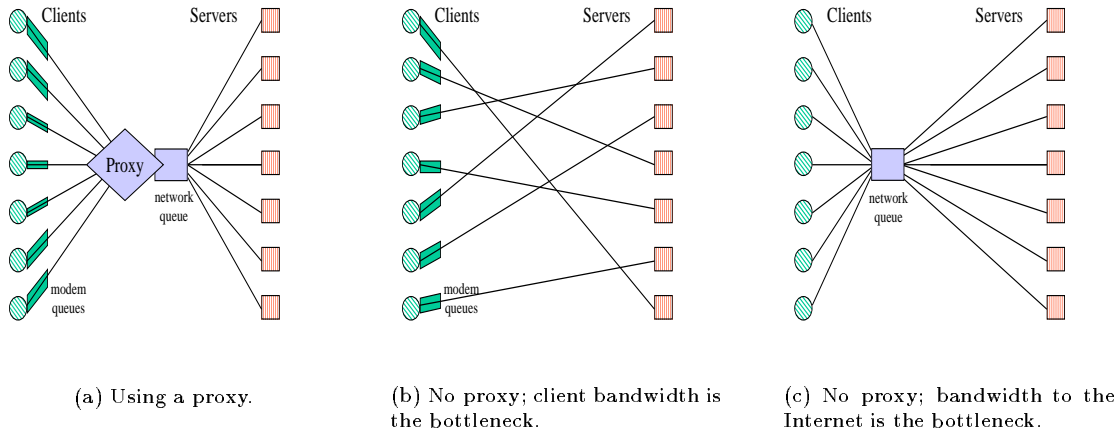 Clients Servers
Proxy
network
queue
modem
queues
(a) Using a proxy.
Clients Servers
modem
queues
(b) No proxy; client bandwidth is
the bottleneck.
Clients Servers
network
queue
(c) No proxy; bandwidth to the
Internet is the bottleneck.